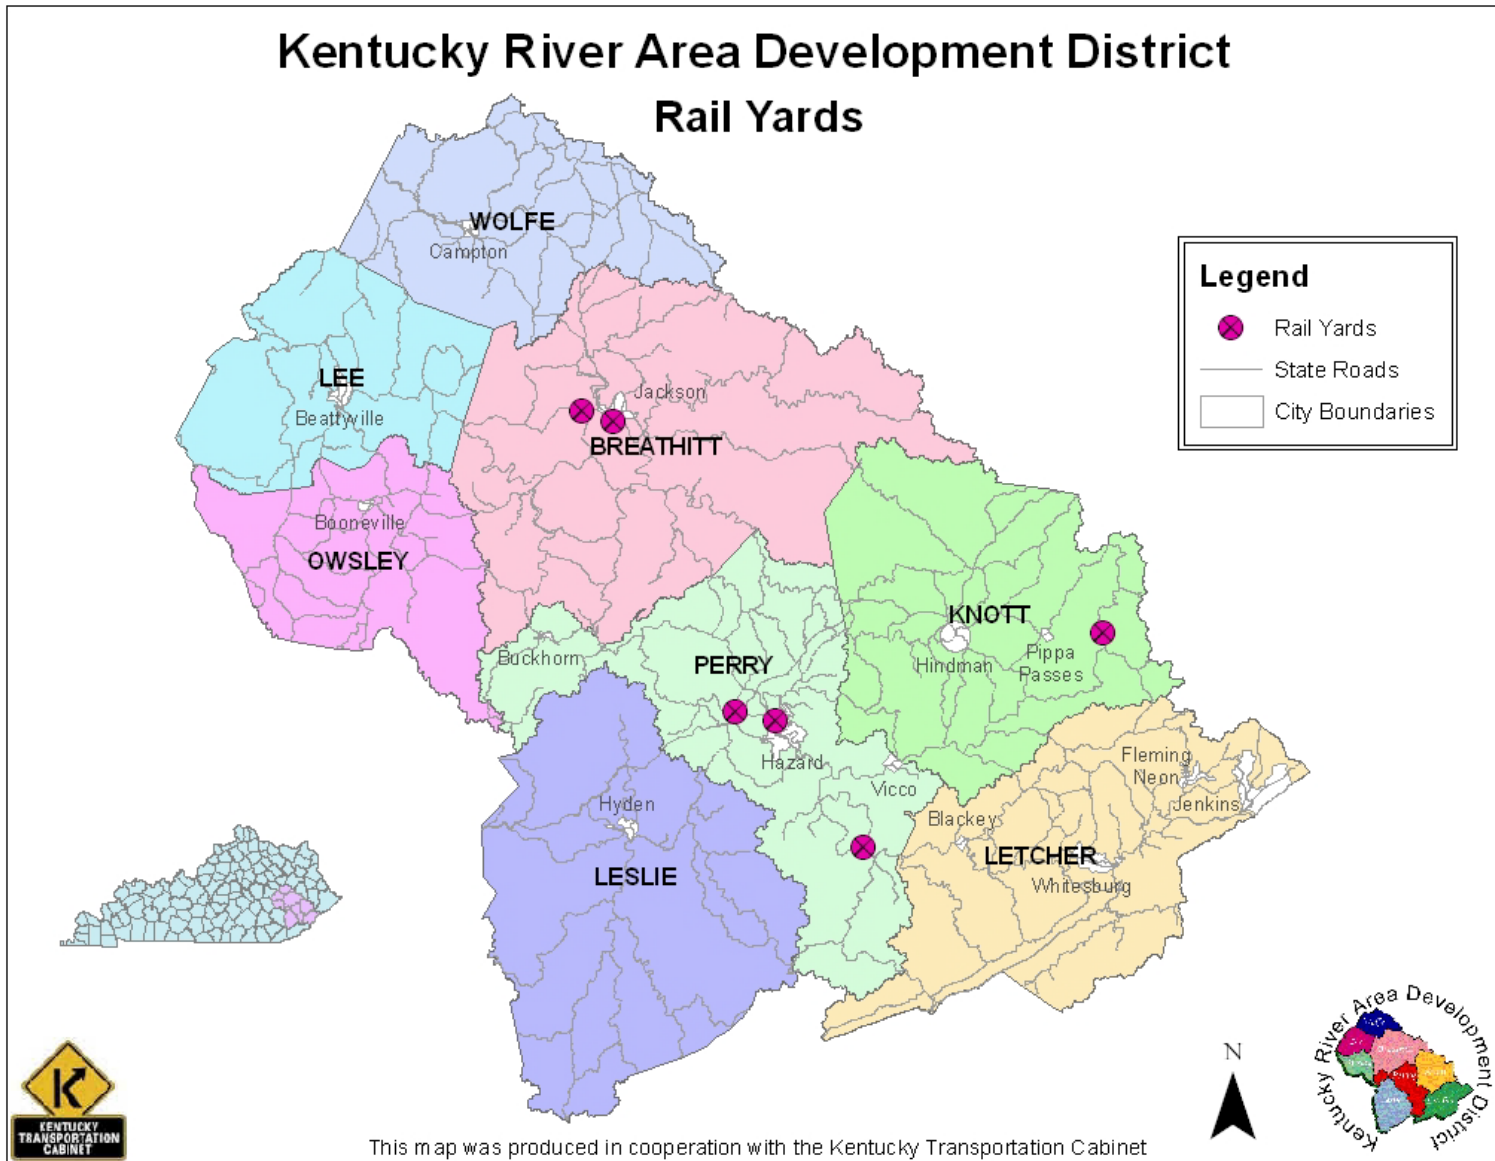 Kentucky River Area Development District
Rail Yards
WOLFE
Campton
LEE
Beattyville
Jackson
BREATHITT
Booneville
OWSLEY
KNOTT
Hindman
Pippa
Passes
Buckhorn
PERRY
Hazard
Vicco
Fleming
Neon
Jenkins
Blackey
LETCHER
Whitesburg
Hyden
LESLIE
Legend
Rail Yards
State Roads
City Boundaries
N
Kentucky River Area Development District
KENTUCKY
TRANSPORTATION
CABINET
This map was produced in cooperation with the Kentucky Transportation Cabinet